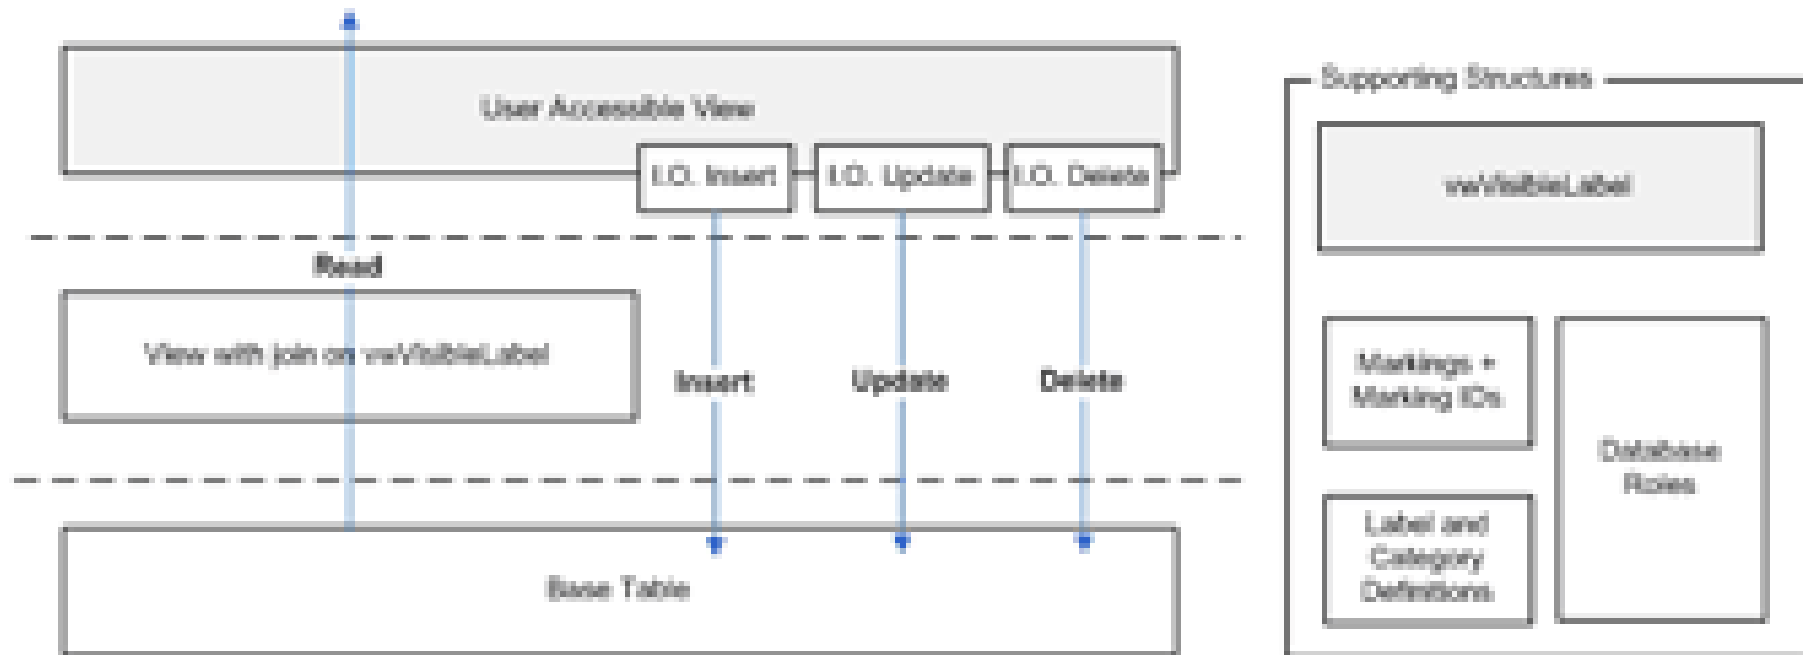 User Accessible View
I.O. Insert
I.O. Update
I.O. Delete
Read
View with join on vwVisibleLabel
Insert
Update
Delete
Base Table
Supporting Structures
vwVisibleLabel
Markings +
Marking IDs
Database
Roles
Label and
Category
Definitions